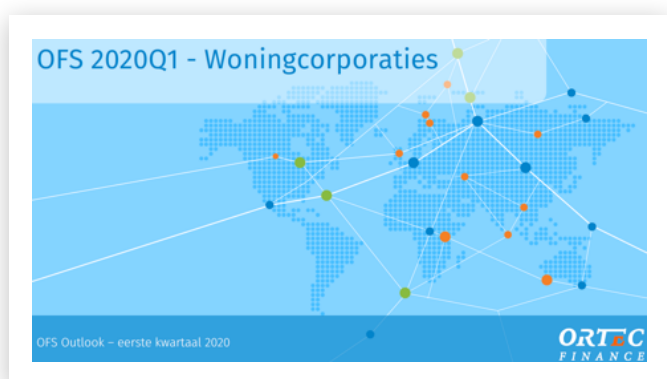 OFS 2020Q1 - Woningcorporaties
OFS Outlook – eerste kwartaal 2020
ORTEC
FINANCE